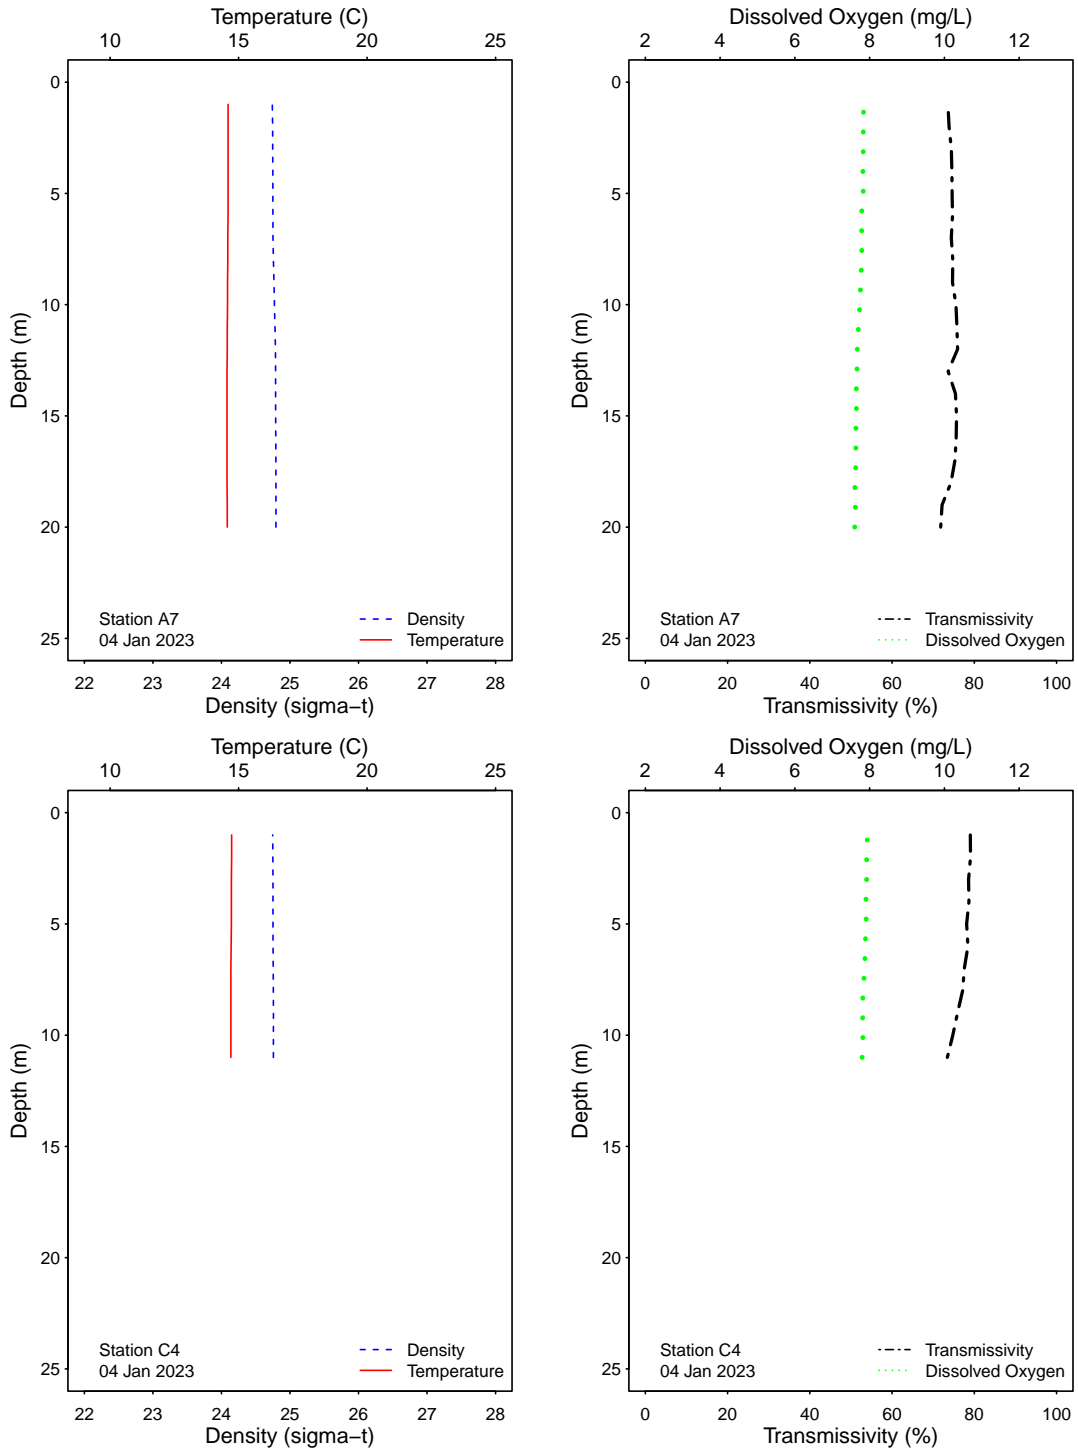 Temperature (C)
10 15 20 25
0
5
10
15
20
25
Depth (m)
Station A7
04 Jan 2023
Density
Temperature
22 23 24 25 26 27 28
Density (sigma−t)
Dissolved Oxygen (mg/L)
2 4 6 8 10 12
0
5
10
15
20
25
Depth (m)
Station A7
04 Jan 2023
Transmissivity
Dissolved Oxygen
0 20 40 60 80 100
Transmissivity (%)
Temperature (C)
10 15 20 25
0
5
10
15
20
25
Depth (m)
Station C4
04 Jan 2023
Density
Temperature
22 23 24 25 26 27 28
Density (sigma−t)
Dissolved Oxygen (mg/L)
2 4 6 8 10 12
0
5
10
15
20
25
Depth (m)
Station C4
04 Jan 2023
Transmissivity
Dissolved Oxygen
0 20 40 60 80 100
Transmissivity (%)